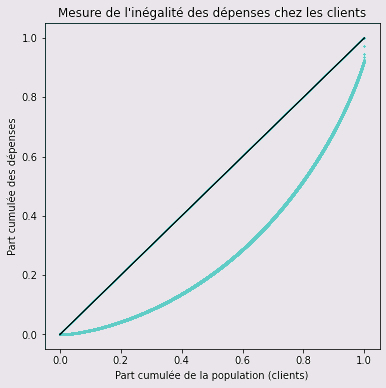 Mesure de l'inégalité des dépenses chez les clients
1.0
0.8
0.6
0.4
0.2
0.0
Part cumulée des dépenses
0.0 0.2 0.4 0.6 0.8 1.0
Part cumulée de la population (clients)